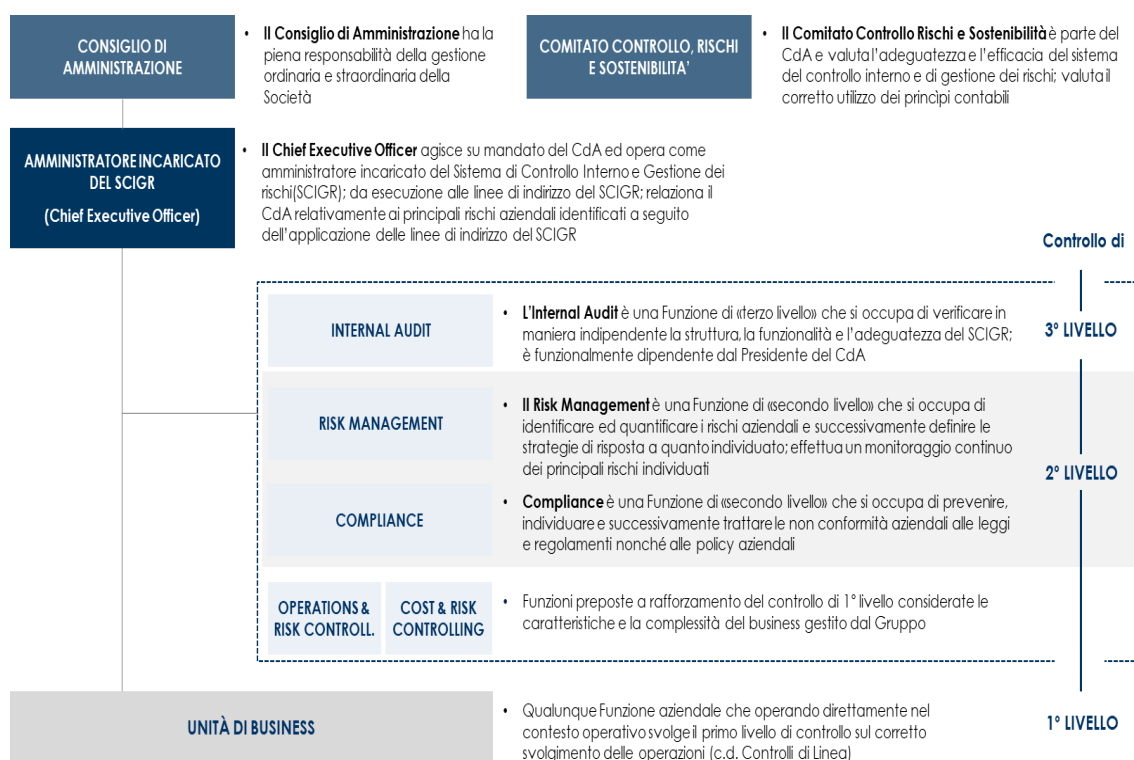 CONSIGLIO DI
AMMINISTRAZIONE
• Il Consiglio di Amministrazione ha la
piena responsabilità della gestione
ordinaria e straordinaria della
Società
COMITATO CONTROLLO, RISCHI
E SOSTENIBILITA'
• Il Comitato Controllo Rischi e Sostenibilità è parte del
CdA e valuta l'adeguatezza e l'efficacia del sistema
del controllo interno e di gestione dei rischi; valuta il
corretto utilizzo dei princìpi contabili
AMMINISTRATORE INCARICATO
DEL SCIGR
(Chief Executive Officer)
• Il Chief Executive Officer agisce su mandato del CdA ed opera come
amministratore incaricato del Sistema di Controllo Interno e Gestione dei
rischi(SCIGR); da esecuzione alle linee di indirizzo del SCIGR; relaziona il
CdA relativamente ai principali rischi aziendali identificati a seguito
dell'applicazione delle linee di indirizzo del SCIGR
Controllo di
INTERNAL AUDIT
• L'Internal Audit è una Funzione di «terzo livello» che si occupa di verificare in
maniera indipendente la struttura, la funzionalità e l'adeguatezza del SCIGR;
è funzionalmente dipendente dal Presidente del CdA
3° LIVELLO
RISK MANAGEMENT
• Il Risk Management è una Funzione di «secondo livello» che si occupa di
identificare ed quantificare i rischi aziendali e successivamente definire le
strategie di risposta a quanto individuato; effettua un monitoraggio continuo
dei principali rischi individuati
2° LIVELLO
COMPLIANCE
• Compliance è una Funzione di «secondo livello» che si occupa di prevenire,
individuare e successivamente trattare le non conformità aziendali alle leggi
e regolamenti nonché alle policy aziendali
OPERATIONS &
RISK CONTROLL.
COST & RISK
CONTROLLING
• Funzioni preposte a rafforzamento del controllo di 1° livello considerate le
caratteristiche e la complessità del business gestito dal Gruppo
UNITÀ DI BUSINESS
• Qualunque Funzione aziendale che operando direttamente nel
contesto operativo svolge il primo livello di controllo sul corretto
svolgimento delle operazioni (c.d. Controlli di Linea)
1° LIVELLO